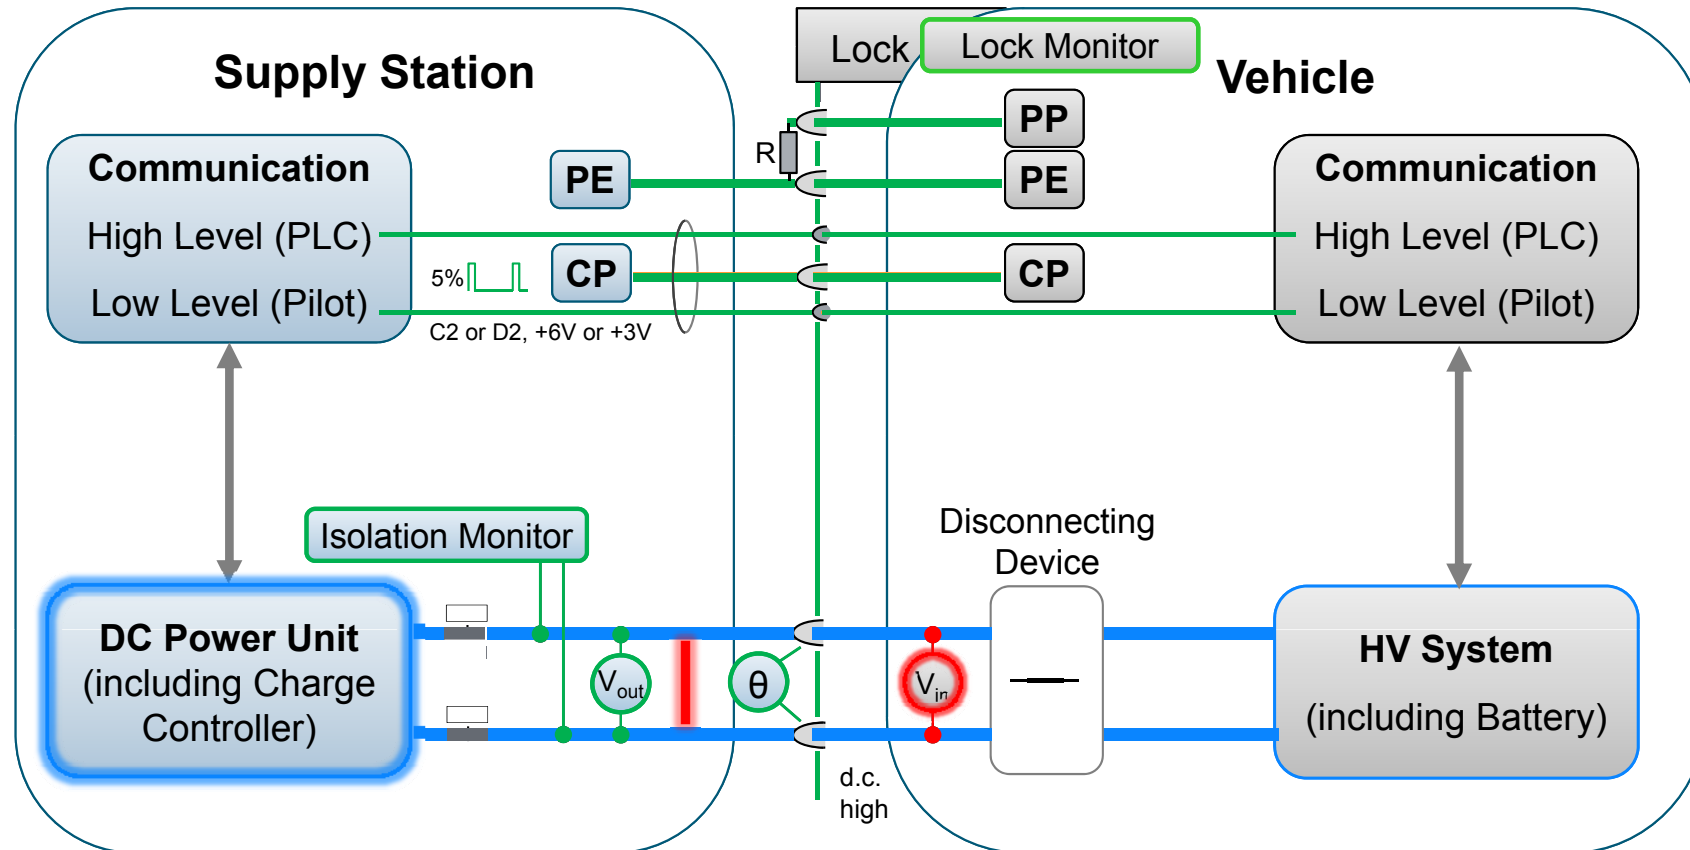 Supply Station
Lock
Lock Monitor
Vehicle
Communication
High Level (PLC)
Low Level (Pilot)
5%
C2 or D2, +6V or +3V
PE
CP
R
PP
PE
CP
Communication
High Level (PLC)
Low Level (Pilot)
Isolation Monitor
Disconnecting
Device
DC Power Unit
(including Charge
Controller)
Vout
θ
Vin
HV System
(including Battery)
d.c.
high